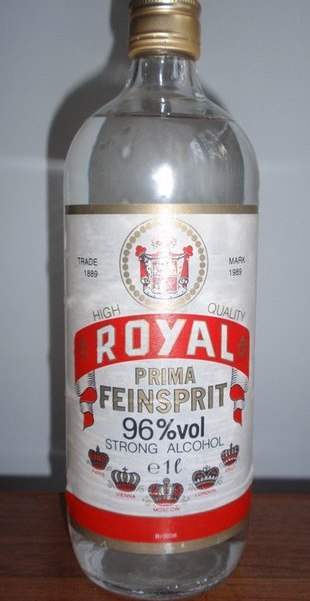 TRADE MARK
1889 1989
HIGH QUALITY
ROYAL
PRIMA
FEINSPRIT
96%vol
STRONG ALCOHOL
e 1 l
VIENNA LONDON
MOSCOW